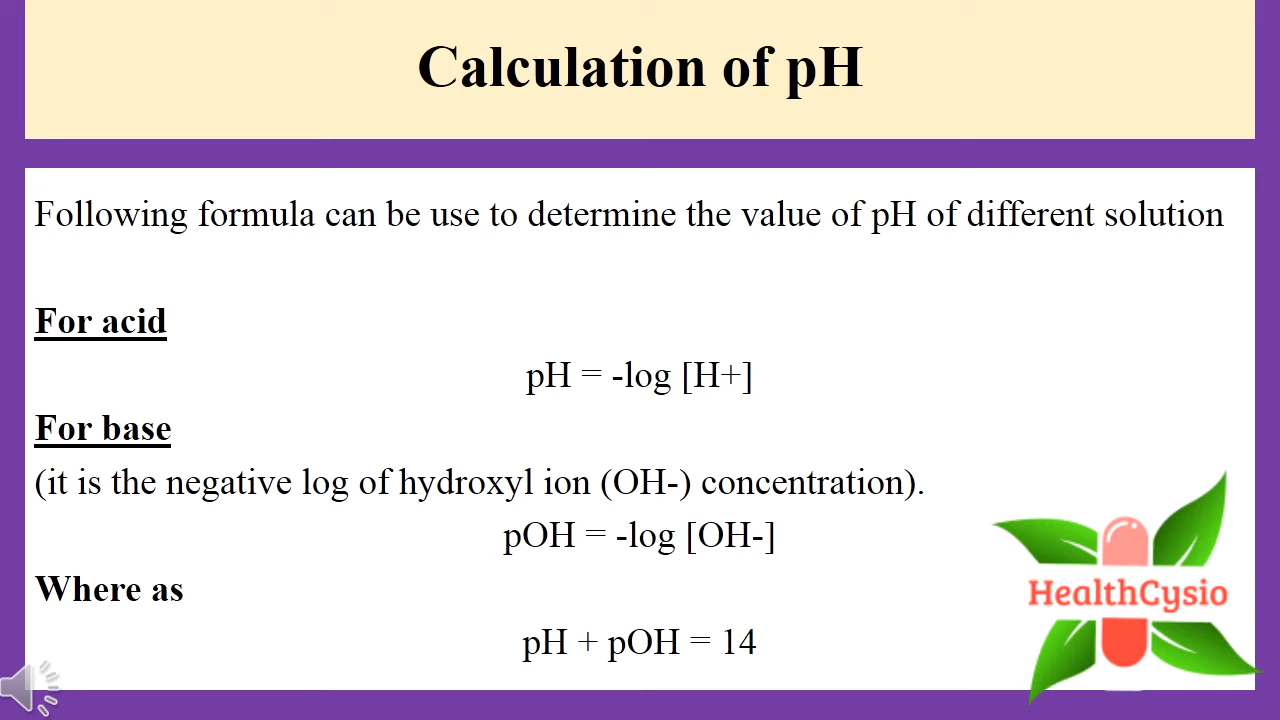 Calculation of pH
Following formula can be use to determine the value of pH of different solution
For acid
pH = -log [H+]
For base
(it is the negative log of hydroxyl ion (OH-) concentration).
pOH = -log [OH-]
Where as
HealthCysio
pH + pOH = 14